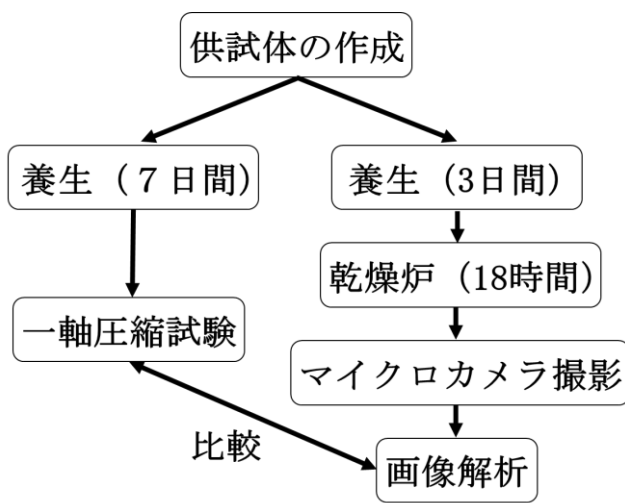 供試体の作成
養生（７日間）
養生（3日間）
乾燥炉（18時間）
一軸圧縮試験
マイクロカメラ撮影
比較
画像解析